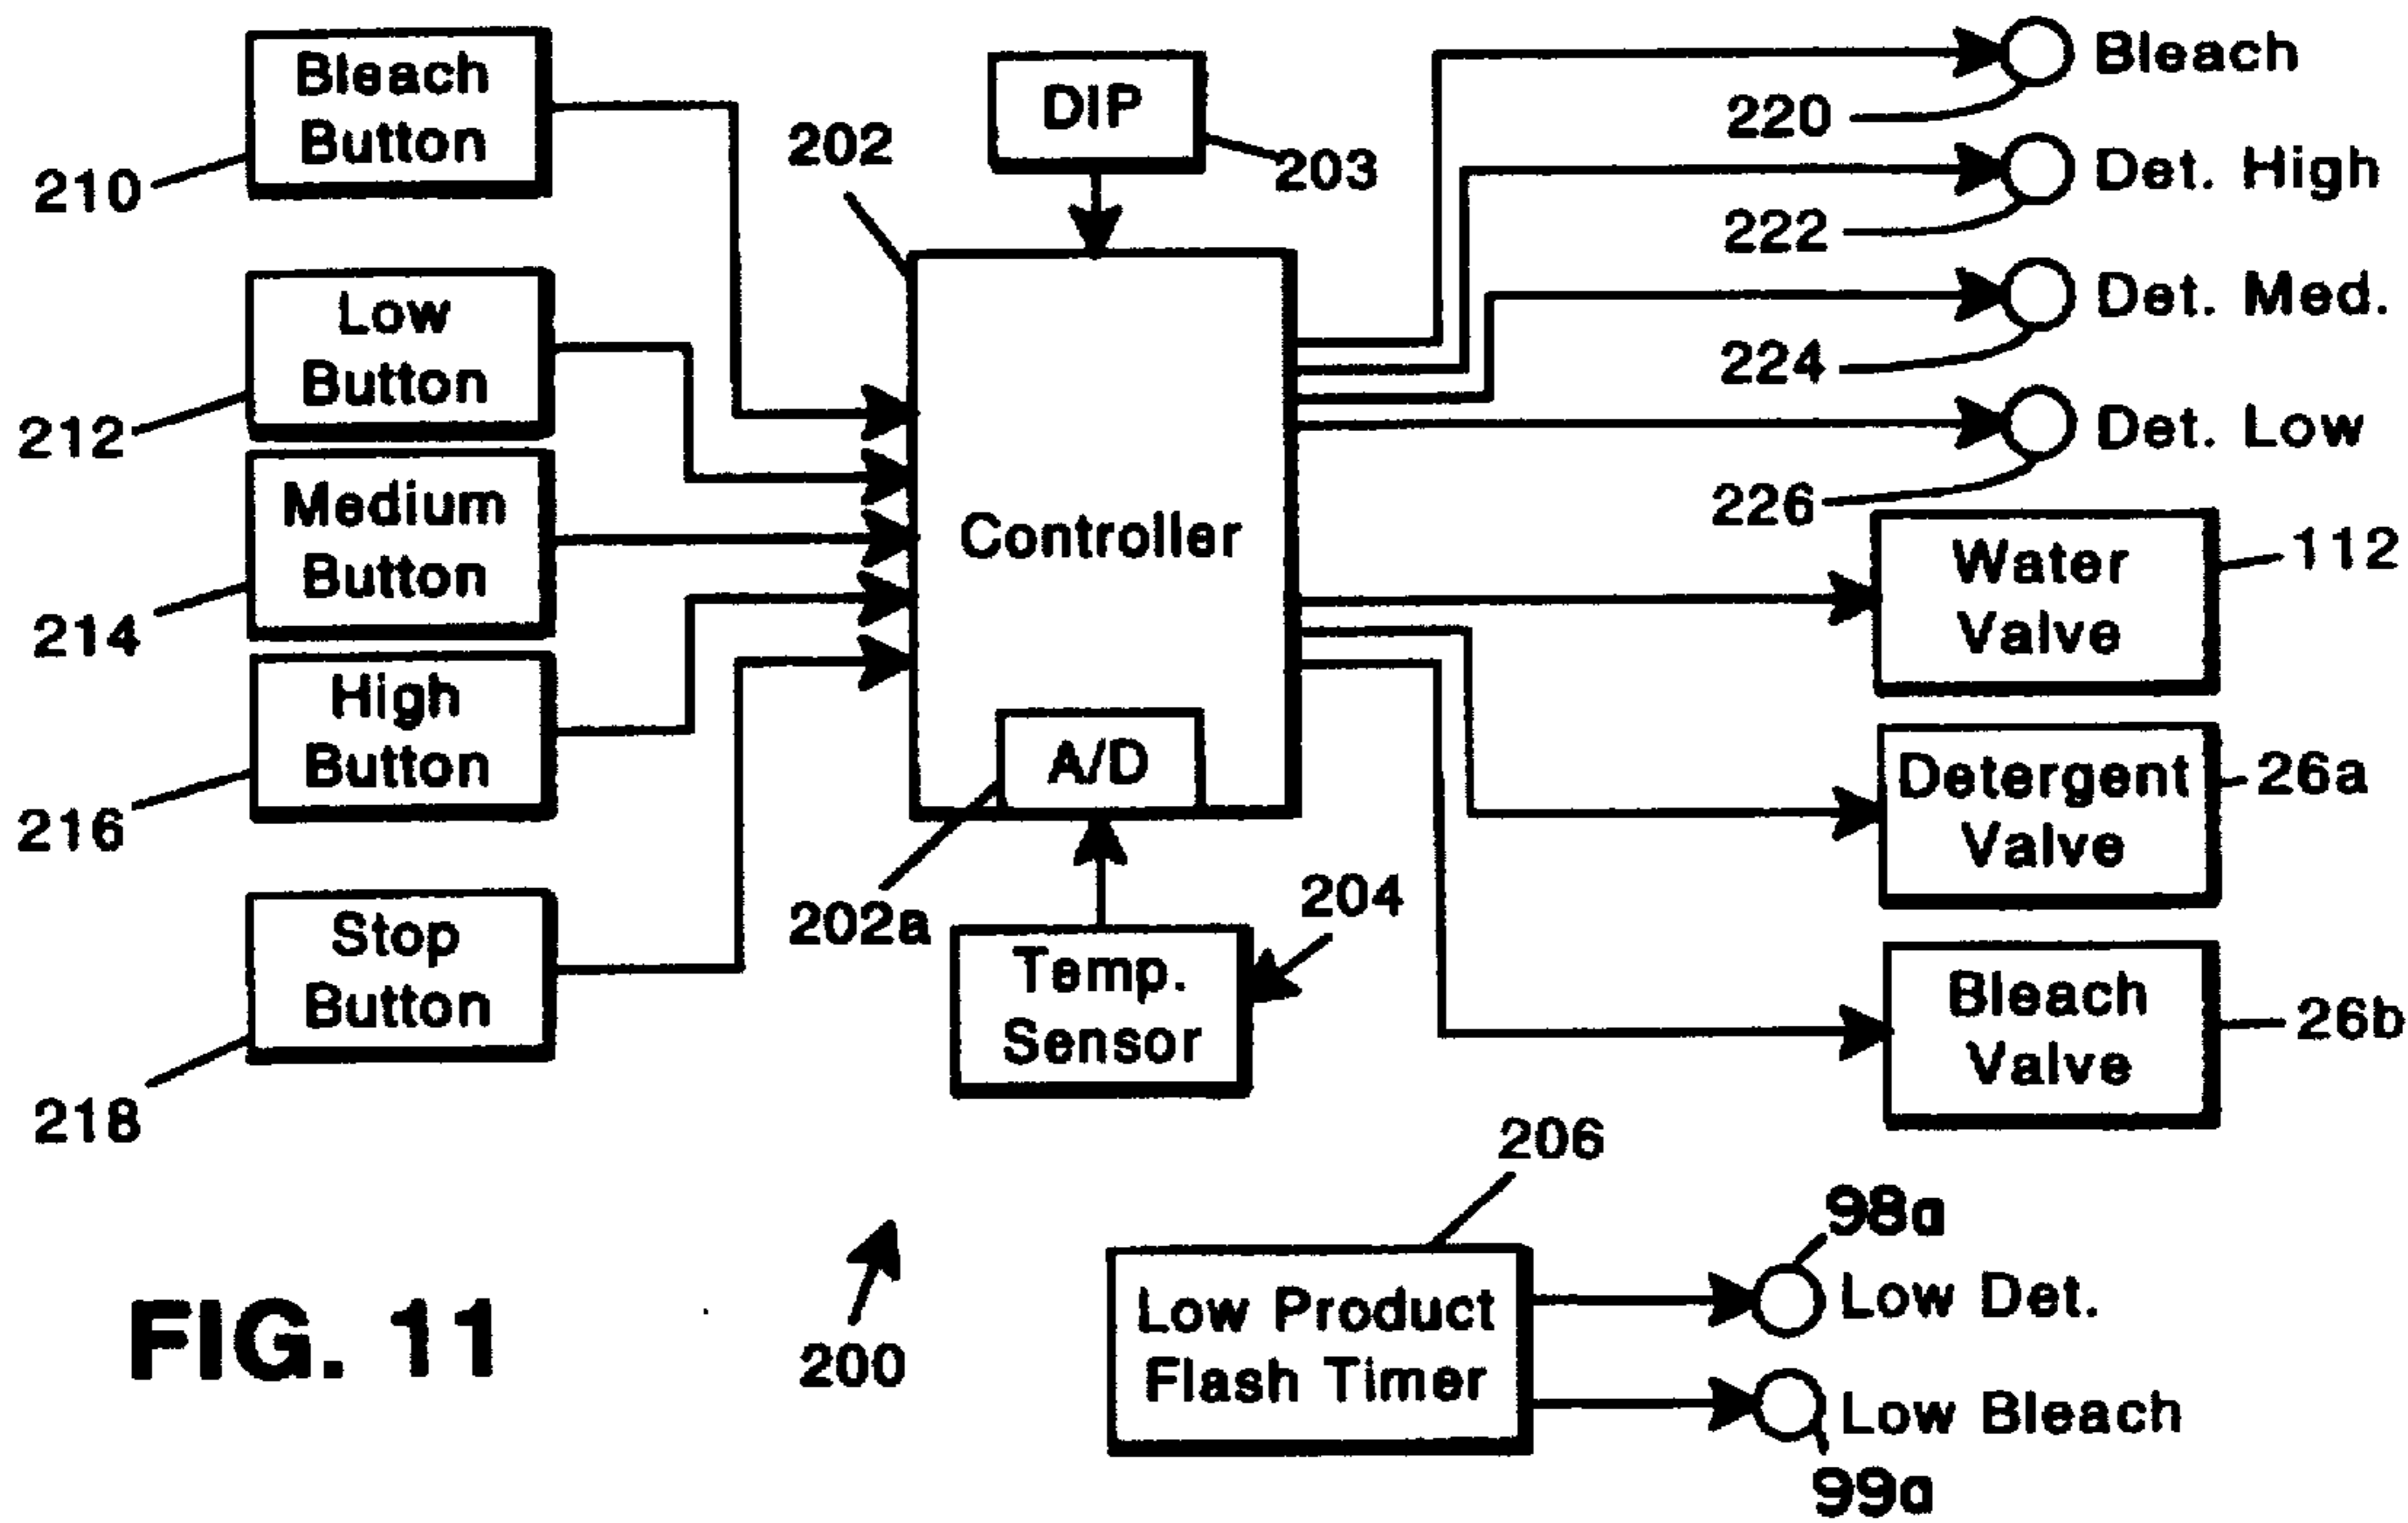 Bleach
Button
210
Low
Button
212
Medium
Button
214
High
Button
216
Stop
Button
218
DIP
203
202
Controller
A/D
202a
Temp.
Sensor
204
Bleach
220
Det. High
222
Det. Med.
224
Det. Low
226
Water
Valve
112
Detergent
Valve
26a
Bleach
Valve
26b
206
Low Product
Flash Timer
98a
Low Det.
Low Bleach
99a
200
FIG. 11